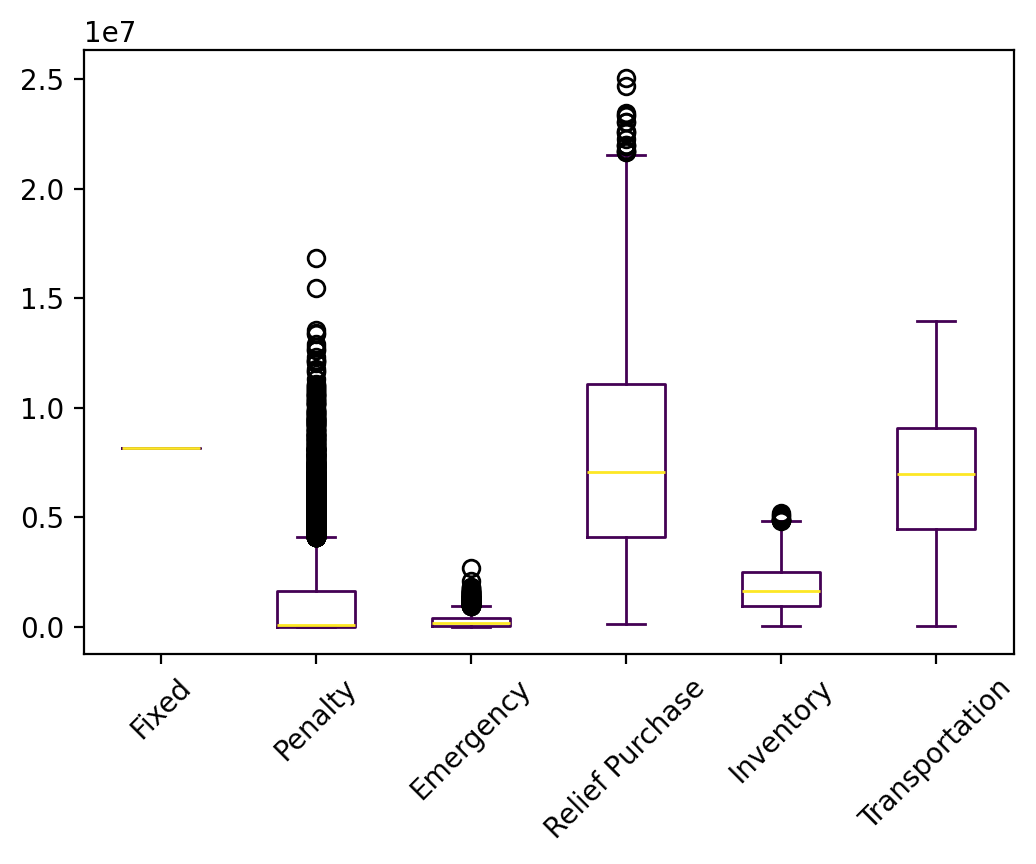 1e7
2.5
2.0
1.5
1.0
0.5
0.0
Fixed
Penalty
Emergency
Relief Purchase
Inventory
Transportation